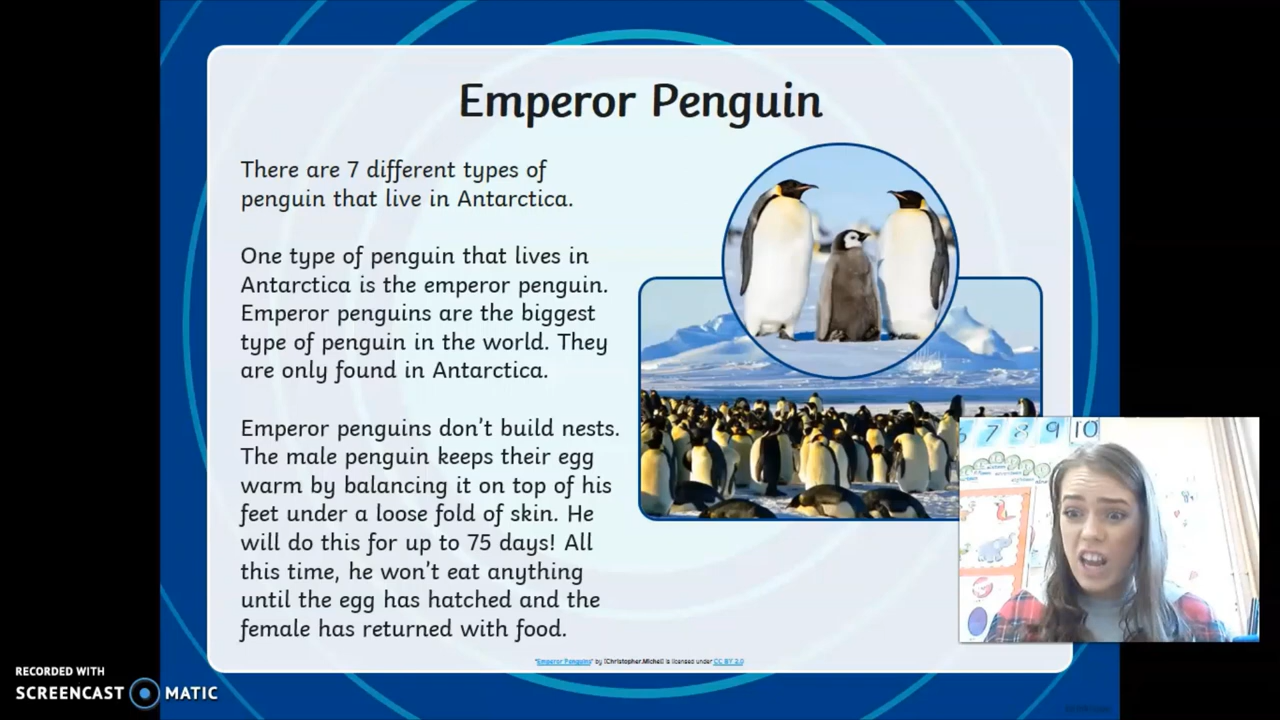 Emperor Penguin
There are 7 different types of
penguin that live in Antarctica.
One type of penguin that lives in
Antarctica is the emperor penguin.
Emperor penguins are the biggest
type of penguin in the world. They
are only found in Antarctica.
Emperor penguins don't build nests.
The male penguin keeps their egg
warm by balancing it on top of his
feet under a loose fold of skin. He
will do this for up to 75 days! All
this time, he won't eat anything
until the egg has hatched and the
female has returned with food.
7 8 9 10
"Emperor Penguins" by [Christopher.Michel] is licensed under CC BY 2.0
RECORDED WITH
SCREENCAST MATIC